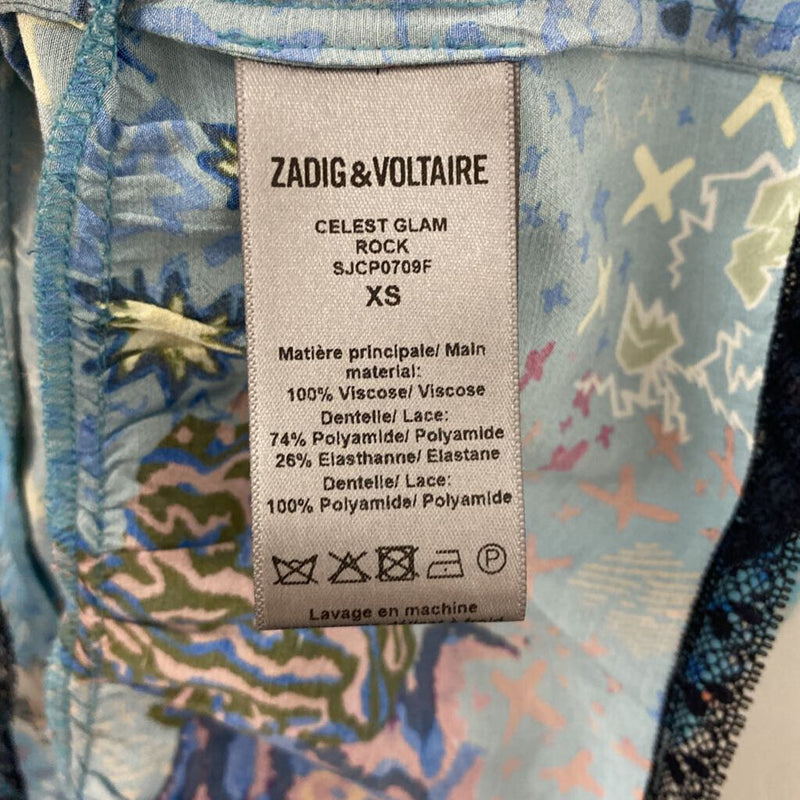 ZADIG&VOLTAIRE
CELEST GLAM
ROCK
SJCP0709F
XS
Matière principale/ Main
material:
100% Viscose/ Viscose
Dentelle/ Lace:
74% Polyamide/ Polyamide
26% Elasthanne/ Elastane
Dentelle/ Lace:
100% Polyamide/ Polyamide
P
Lavage en machine